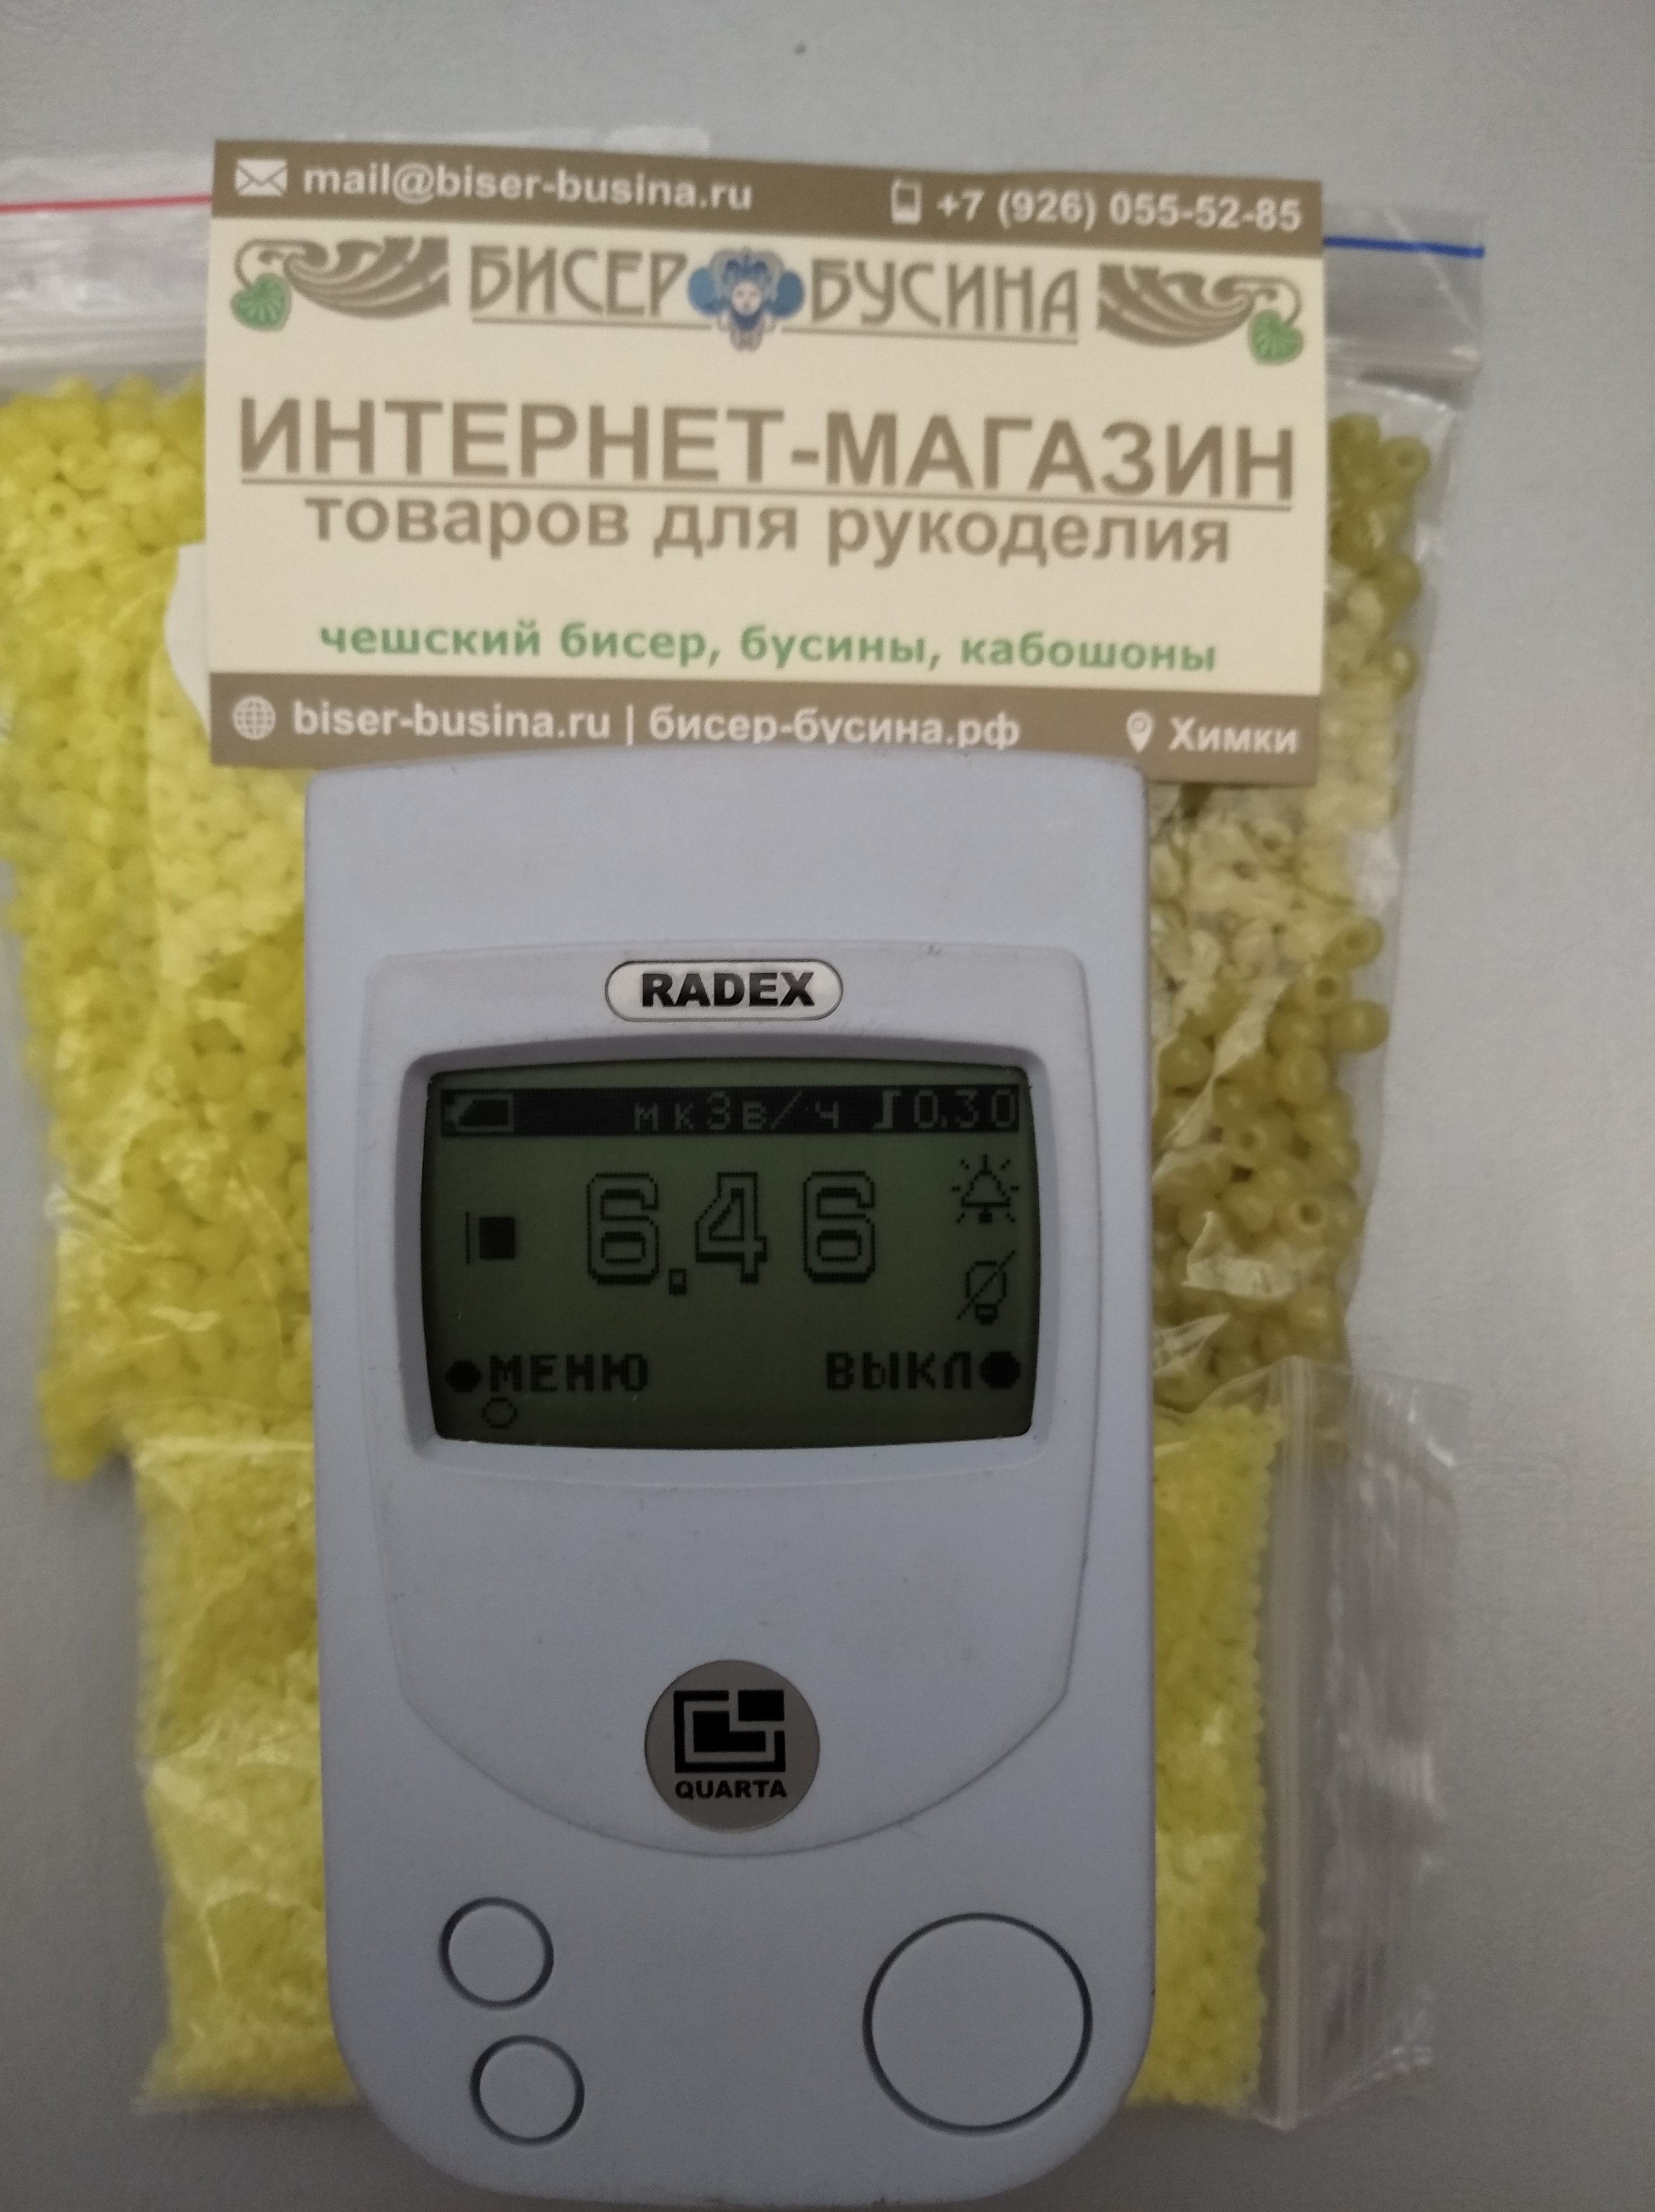 mail@biser-busina.ru +7 (926) 055-52-85
БИСЕР БУСИНА
ИНТЕРНЕТ-МАГАЗИН
товаров для рукоделия
чешский бисер, бусины, кабошоны
biser-busina.ru | бисер-бусина.рф Химки
RADEX
мкЗв/ч 0.30
6.46
МЕНЮ ВЫКЛ
QUARTA